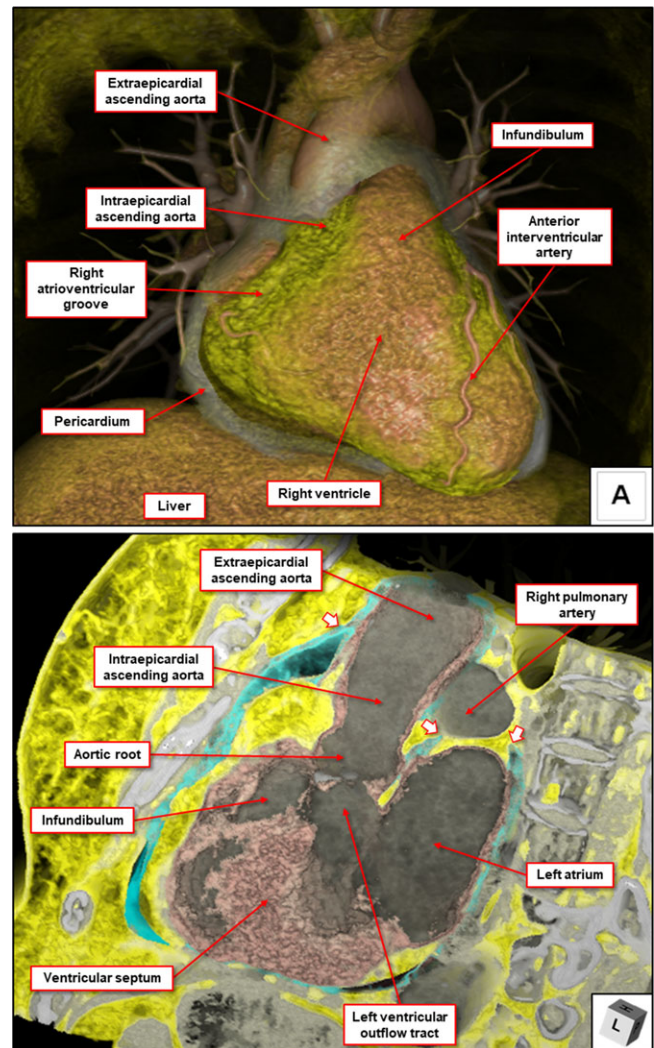 Extraepicardial
ascending aorta
Infundibulum
Intraepicardial
ascending aorta
Anterior
interventricular
artery
Right
atrioventricular
groove
Pericardium
Right ventricle
Liver
A
Extraepicardial
ascending aorta
Right pulmonary
artery
Intraepicardial
ascending aorta
Aortic root
Infundibulum
Left atrium
Ventricular septum
Left ventricular
outflow tract
H
L